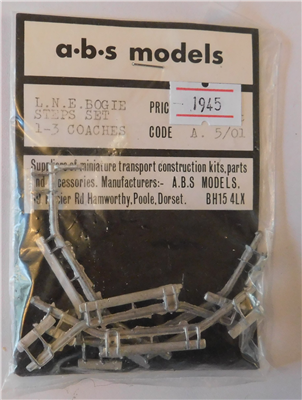 a·b·s models
L.N.E.BOGIE
STEPS SET
1-3 COACHES
PRIC
1945
CODE A. 5/01
Suppliers of miniature transport construction kits,parts
and accessories. Manufacturers:- A.B.S MODELS.
Rd Hamworthy,Poole,Dorset. BH15 4LX